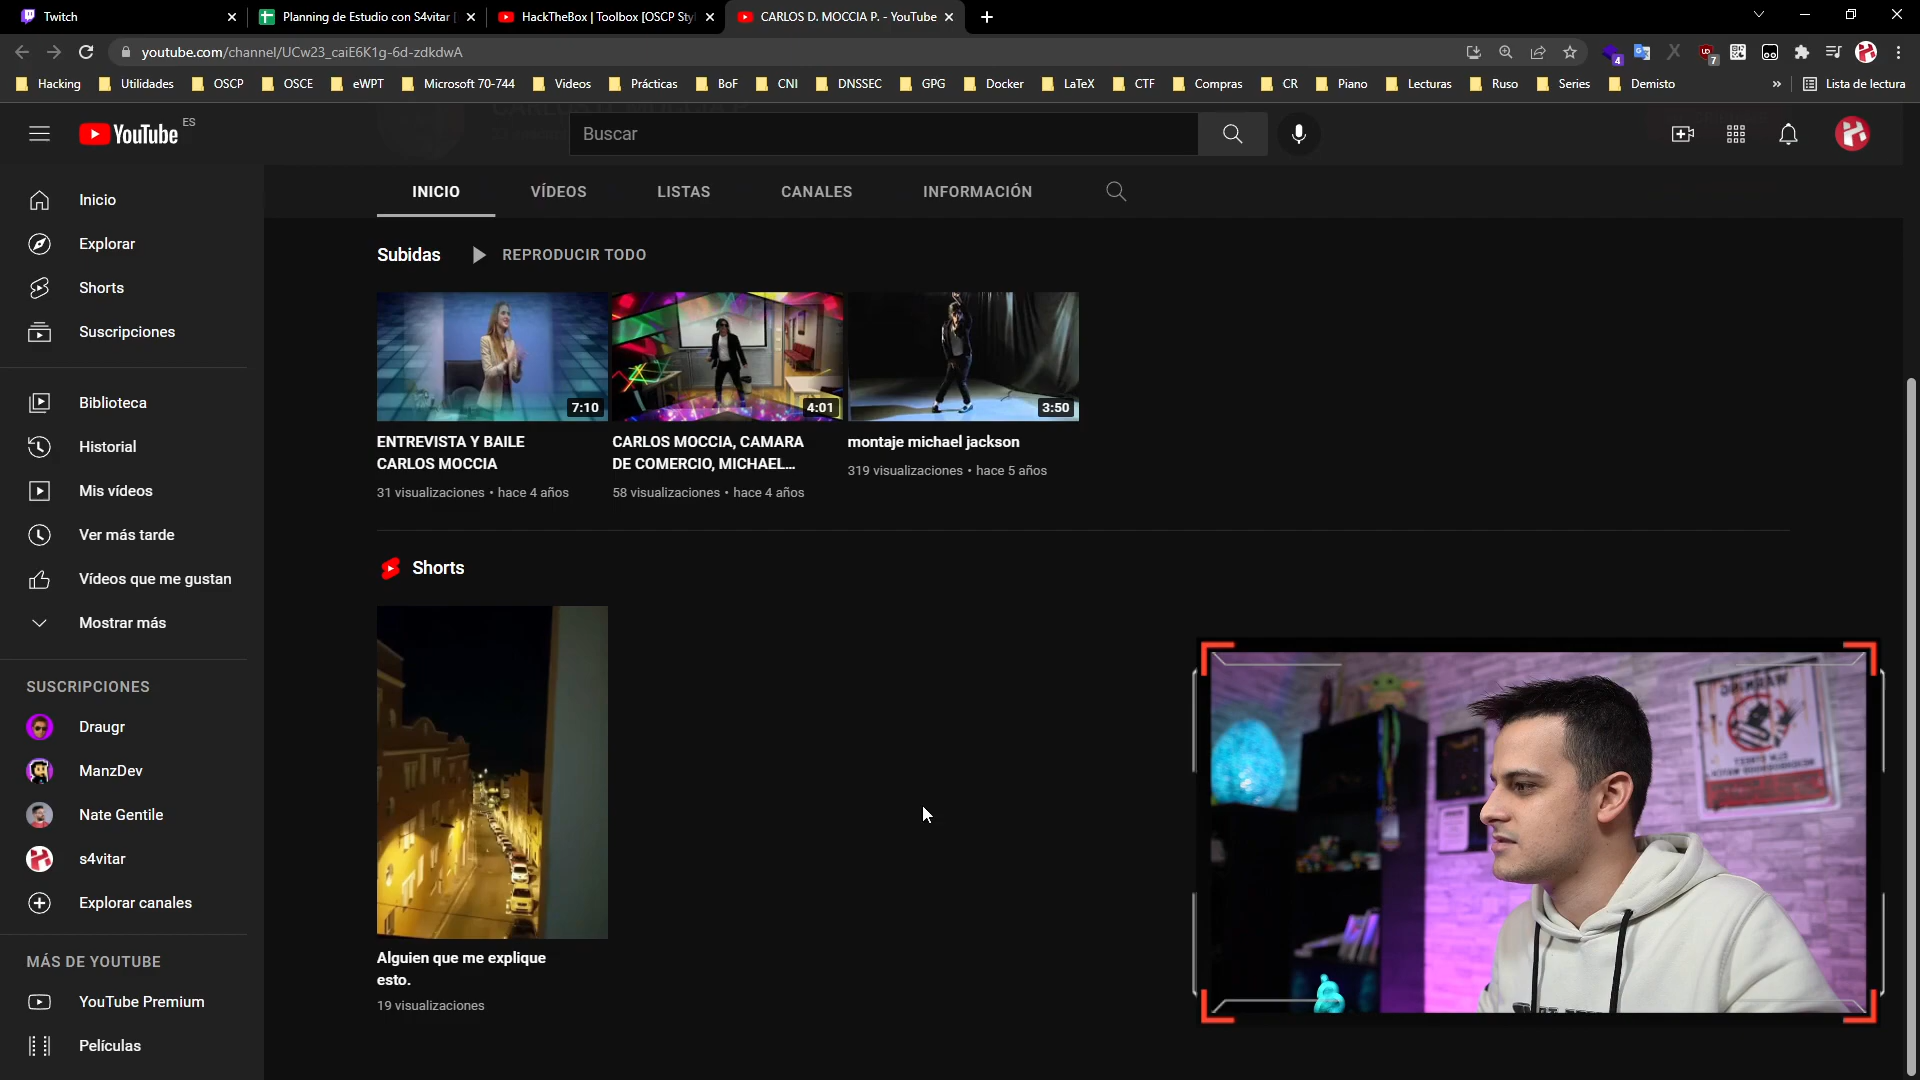 Twitch
Planning de Estudio con S4vitar [
HackTheBox | Toolbox [OSCP Styl
CARLOS D. MOCCIA P. - YouTube
youtube.com/channel/UCw23_caiE6K1g-6d-zdkdwA
4
7
Hacking
Utilidades
OSCP
OSCE
eWPT
Microsoft 70-744
Videos
Prácticas
BoF
CNI
DNSSEC
GPG
Docker
LaTeX
CTF
Compras
CR
Piano
Lecturas
Ruso
Series
Demisto
»
Lista de lectura
CARLOS D. MOCCIA P.
YouTube
ES
Buscar
INICIO
VÍDEOS
LISTAS
CANALES
INFORMACIÓN
Inicio
Explorar
Shorts
Suscripciones
Biblioteca
Historial
Mis vídeos
Ver más tarde
Vídeos que me gustan
Mostrar más
SUSCRIPCIONES
Draugr
ManzDev
Nate Gentile
s4vitar
Explorar canales
MÁS DE YOUTUBE
YouTube Premium
Películas
Subidas
REPRODUCIR TODO
7:10
4:01
3:50
ENTREVISTA Y BAILE
CARLOS MOCCIA
31 visualizaciones • hace 4 años
CARLOS MOCCIA, CAMARA
DE COMERCIO, MICHAEL...
58 visualizaciones • hace 4 años
montaje michael jackson
319 visualizaciones • hace 5 años
Shorts
Alguien que me explique
esto.
19 visualizaciones